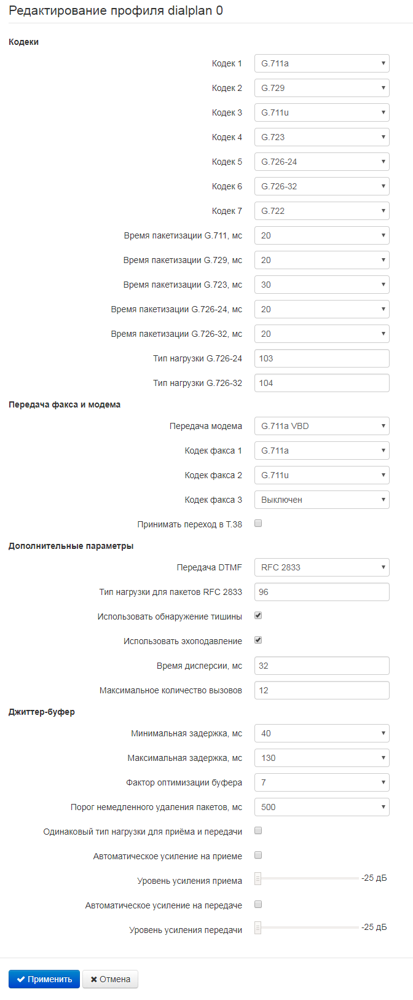 Редактирование профиля dialplan 0
Кодеки
Кодек 1 G.711a
Кодек 2 G.729
Кодек 3 G.711u
Кодек 4 G.723
Кодек 5 G.726-24
Кодек 6 G.726-32
Кодек 7 G.722
Время пакетизации G.711, мс 20
Время пакетизации G.729, мс 20
Время пакетизации G.723, мс 30
Время пакетизации G.726-24, мс 20
Время пакетизации G.726-32, мс 20
Тип нагрузки G.726-24 103
Тип нагрузки G.726-32 104
Передача факса и модема
Передача модема G.711a VBD
Кодек факса 1 G.711a
Кодек факса 2 G.711u
Кодек факса 3 Выключен
Принимать переход в T.38
Дополнительные параметры
Передача DTMF RFC 2833
Тип нагрузки для пакетов RFC 2833 96
Использовать обнаружение тишины
Использовать эхоподавление
Время дисперсии, мс 32
Максимальное количество вызовов 12
Джиттер-буфер
Минимальная задержка, мс 40
Максимальная задержка, мс 130
Фактор оптимизации буфера 7
Порог немедленного удаления пакетов, мс 500
Одинаковый тип нагрузки для приёма и передачи
Автоматическое усиление на приеме
Уровень усиления приема -25 дБ
Автоматическое усиление на передаче
Уровень усиления передачи -25 дБ
Применить Отмена